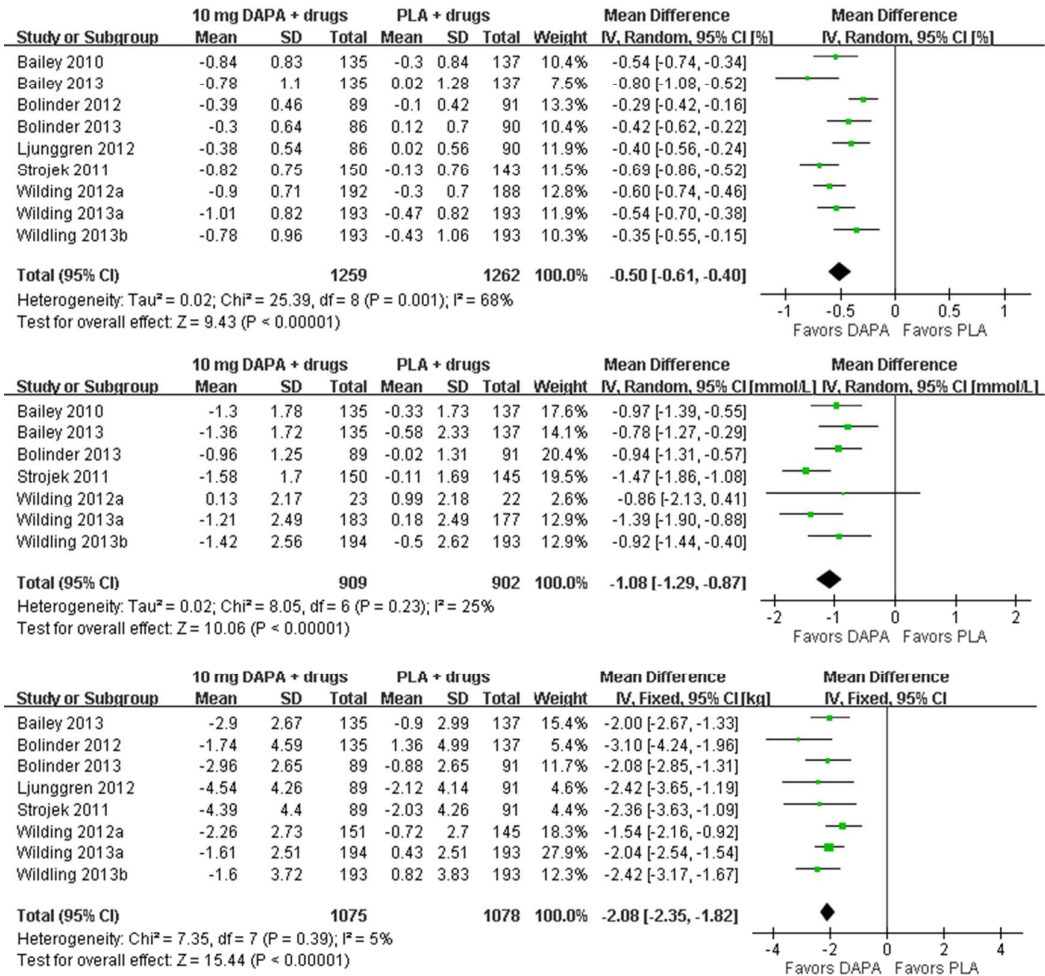 10 mg DAPA + drugs PLA + drugs Mean Difference Mean Difference
Study or Subgroup Mean SD Total Mean SD Total Weight IV, Random, 95% CI [%] IV, Random, 95% CI [%]
Bailey 2010 -0.84 0.83 135 -0.3 0.84 137 10.4% -0.54 [-0.74, -0.34]
Bailey 2013 -0.78 1.1 135 0.02 1.28 137 7.5% -0.80 [-1.08, -0.52]
Bolinder 2012 -0.39 0.46 89 -0.1 0.42 91 13.3% -0.29 [-0.42, -0.16]
Bolinder 2013 -0.3 0.64 86 0.12 0.7 90 10.4% -0.42 [-0.62, -0.22]
Ljunggren 2012 -0.38 0.54 86 0.02 0.56 90 11.9% -0.40 [-0.56, -0.24]
Strojek 2011 -0.82 0.75 150 -0.13 0.76 143 11.5% -0.69 [-0.86, -0.52]
Wilding 2012a -0.9 0.71 192 -0.3 0.7 188 12.8% -0.60 [-0.74, -0.46]
Wilding 2013a -1.01 0.82 193 -0.47 0.82 193 11.9% -0.54 [-0.70, -0.38]
Wildling 2013b -0.78 0.96 193 -0.43 1.06 193 10.3% -0.35 [-0.55, -0.15]
Total (95% CI) 1259 1262 100.0% -0.50 [-0.61, -0.40]
Heterogeneity: Tau² = 0.02; Chi² = 25.39, df = 8 (P = 0.001); I² = 68%
Test for overall effect: Z = 9.43 (P < 0.00001)
-1 -0.5 0 0.5 1
Favors DAPA Favors PLA
10 mg DAPA + drugs PLA + drugs Mean Difference Mean Difference
Study or Subgroup Mean SD Total Mean SD Total Weight IV, Random, 95% CI [mmol/L] IV, Random, 95% CI [mmol/L]
Bailey 2010 -1.3 1.78 135 -0.33 1.73 137 17.6% -0.97 [-1.39, -0.55]
Bailey 2013 -1.36 1.72 135 -0.58 2.33 137 14.1% -0.78 [-1.27, -0.29]
Bolinder 2013 -0.96 1.25 89 -0.02 1.31 91 20.4% -0.94 [-1.31, -0.57]
Strojek 2011 -1.58 1.7 150 -0.11 1.69 145 19.5% -1.47 [-1.86, -1.08]
Wilding 2012a 0.13 2.17 23 0.99 2.18 22 2.6% -0.86 [-2.13, 0.41]
Wilding 2013a -1.21 2.49 183 0.18 2.49 177 12.9% -1.39 [-1.90, -0.88]
Wildling 2013b -1.42 2.56 194 -0.5 2.62 193 12.9% -0.92 [-1.44, -0.40]
Total (95% CI) 909 902 100.0% -1.08 [-1.29, -0.87]
Heterogeneity: Tau² = 0.02; Chi² = 8.05, df = 6 (P = 0.23); I² = 25%
Test for overall effect: Z = 10.06 (P < 0.00001)
-2 -1 0 1 2
Favors DAPA Favors PLA
10 mg DAPA + drugs PLA + drugs Mean Difference Mean Difference
Study or Subgroup Mean SD Total Mean SD Total Weight IV, Fixed, 95% CI [kg] IV, Fixed, 95% CI
Bailey 2013 -2.9 2.67 135 -0.9 2.99 137 15.4% -2.00 [-2.67, -1.33]
Bolinder 2012 -1.74 4.59 135 1.36 4.99 137 5.4% -3.10 [-4.24, -1.96]
Bolinder 2013 -2.96 2.65 89 -0.88 2.65 91 11.7% -2.08 [-2.85, -1.31]
Ljunggren 2012 -4.54 4.26 89 -2.12 4.14 91 4.6% -2.42 [-3.65, -1.19]
Strojek 2011 -4.39 4.4 89 -2.03 4.26 91 4.4% -2.36 [-3.63, -1.09]
Wilding 2012a -2.26 2.73 151 -0.72 2.7 145 18.3% -1.54 [-2.16, -0.92]
Wilding 2013a -1.61 2.51 194 0.43 2.51 193 27.9% -2.04 [-2.54, -1.54]
Wildling 2013b -1.6 3.72 193 0.82 3.83 193 12.3% -2.42 [-3.17, -1.67]
Total (95% CI) 1075 1078 100.0% -2.08 [-2.35, -1.82]
Heterogeneity: Chi² = 7.35, df = 7 (P = 0.39); I² = 5%
Test for overall effect: Z = 15.44 (P < 0.00001)
-4 -2 0 2 4
Favors DAPA Favors PLA